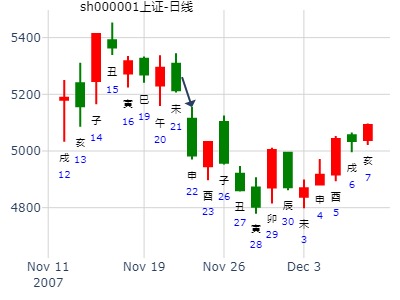 sh000001上证-日线
5400
5200
5000
4800
戌
12
亥
13
子
14
丑
15
寅
16
巳
19
午
20
未
21
申
22
酉
23
子
26
丑
27
寅
28
卯
29
辰
30
未
3
申
4
酉
5
戌
6
亥
7
Nov 11
2007
Nov 19
Nov 26
Dec 3